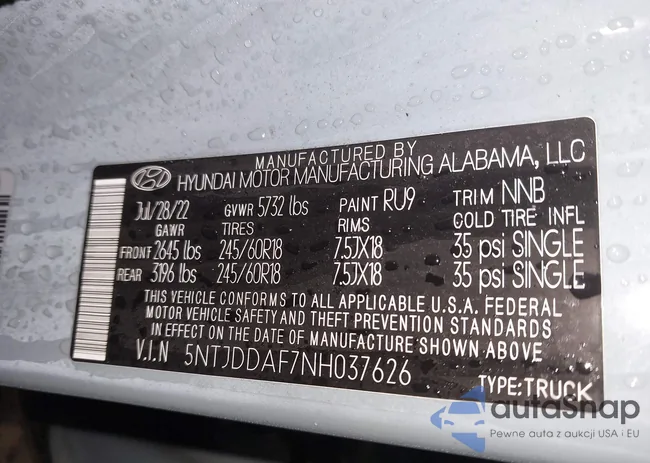 MANUFACTURED BY
HYUNDAI MOTOR MANUFACTURING ALABAMA, LLC
Jul/28/22 GVWR 5732 lbs PAINT RU9 TRIM NNB
GAWR TIRES RIMS COLD TIRE INFL
FRONT 2645 lbs 245/60R18 7.5JX18 35 psi SINGLE
REAR 3196 lbs 245/60R18 7.5JX18 35 psi SINGLE
THIS VEHICLE CONFORMS TO ALL APPLICABLE U.S.A. FEDERAL
MOTOR VEHICLE SAFETY AND THEFT PREVENTION STANDARDS
IN EFFECT ON THE DATE OF MANUFACTURE SHOWN ABOVE
V.I.N 5NTJDDAF7NH037626 TYPE:TRUCK
autaSnap
Pewne auta z aukcji USA i EU